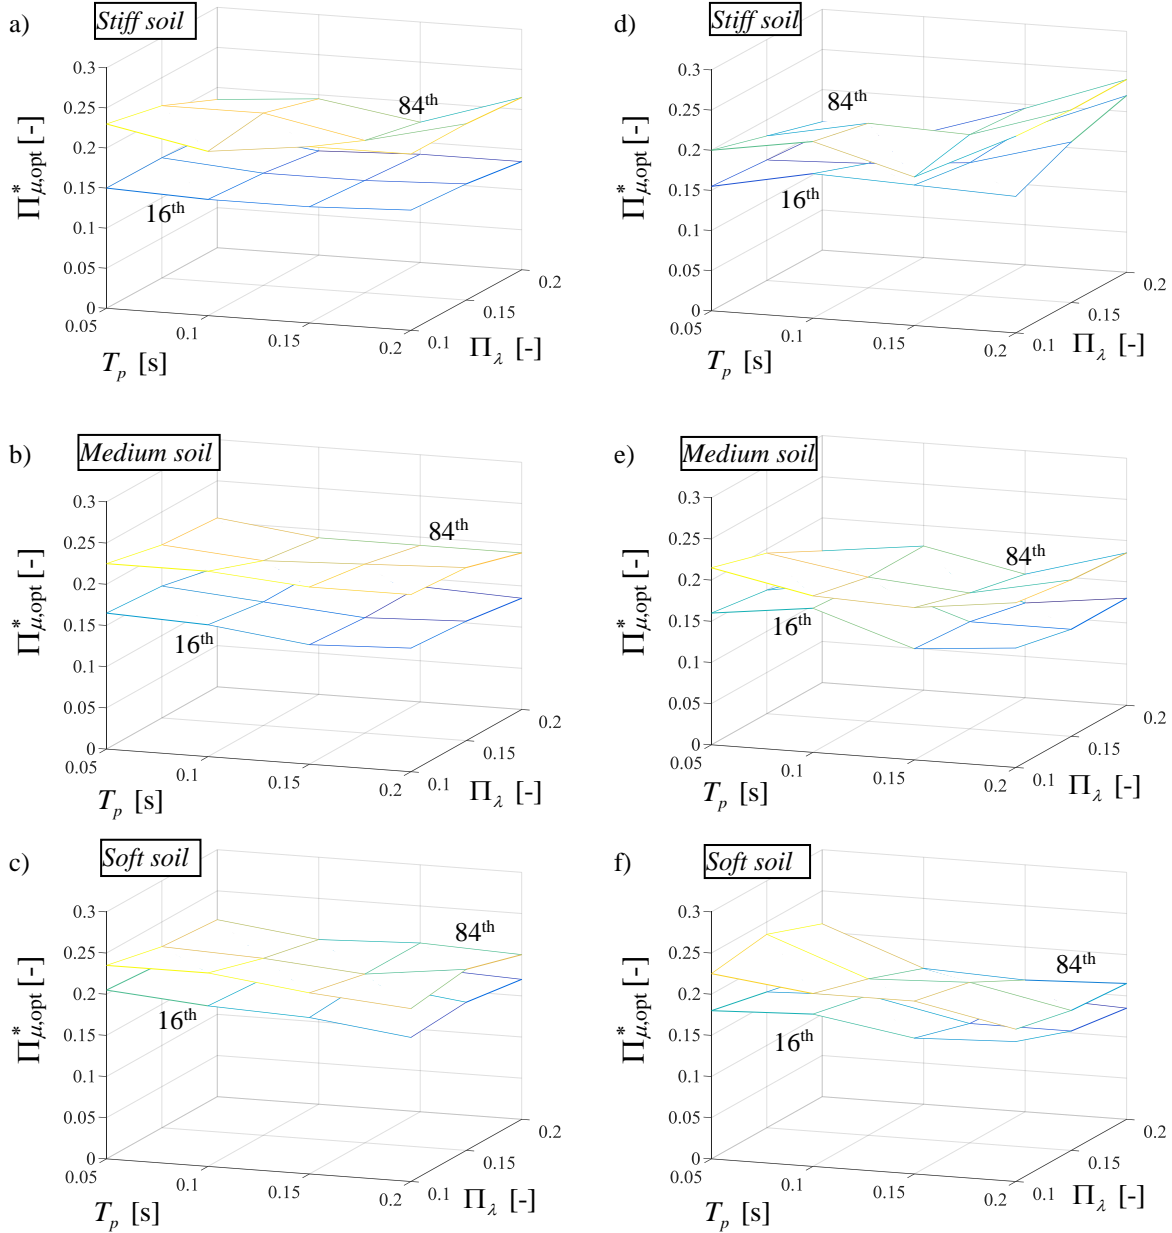 a)
Stiff soil
0.3
0.25
0.2
0.15
0.1
0.05
0
Π*μ,opt [-]
84th
16th
0.05
0.1
0.15
0.2
Tp [s]
0.1
0.15
0.2
Πλ [-]
d)
Stiff soil
0.3
0.25
0.2
0.15
0.1
0.05
0
Π*μ,opt [-]
84th
16th
0.05
0.1
0.15
0.2
Tp [s]
0.1
0.15
0.2
Πλ [-]
b)
Medium soil
0.3
0.25
0.2
0.15
0.1
0.05
0
Π*μ,opt [-]
84th
16th
0.05
0.1
0.15
0.2
Tp [s]
0.1
0.15
0.2
Πλ [-]
e)
Medium soil
0.3
0.25
0.2
0.15
0.1
0.05
0
Π*μ,opt [-]
84th
16th
0.05
0.1
0.15
0.2
Tp [s]
0.1
0.15
0.2
Πλ [-]
c)
Soft soil
0.3
0.25
0.2
0.15
0.1
0.05
0
Π*μ,opt [-]
84th
16th
0.05
0.1
0.15
0.2
Tp [s]
0.1
0.15
0.2
Πλ [-]
f)
Soft soil
0.3
0.25
0.2
0.15
0.1
0.05
0
Π*μ,opt [-]
84th
16th
0.05
0.1
0.15
0.2
Tp [s]
0.1
0.15
0.2
Πλ [-]